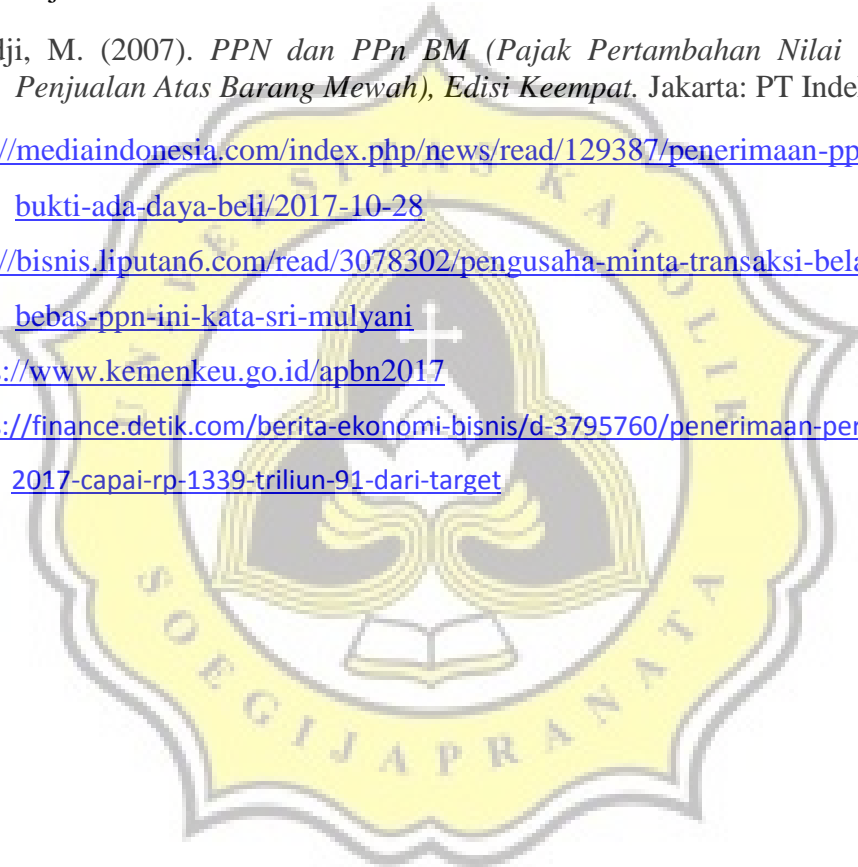 dji, M. (2007). PPN dan PPn BM (Pajak Pertambahan Nilai
Penjualan Atas Barang Mewah), Edisi Keempat. Jakarta: PT Inde
://mediaindonesia.com/index.php/news/read/129387/penerimaan-pp
bukti-ada-daya-beli/2017-10-28
://bisnis.liputan6.com/read/3078302/pengusaha-minta-transaksi-bela
bebas-ppn-ini-kata-sri-mulyani
s://www.kemenkeu.go.id/apbn2017
s://finance.detik.com/berita-ekonomi-bisnis/d-3795760/penerimaan-per
2017-capai-rp-1339-triliun-91-dari-target
UNIVERSITAS KATOLIK
SOEGIJAPRANATA